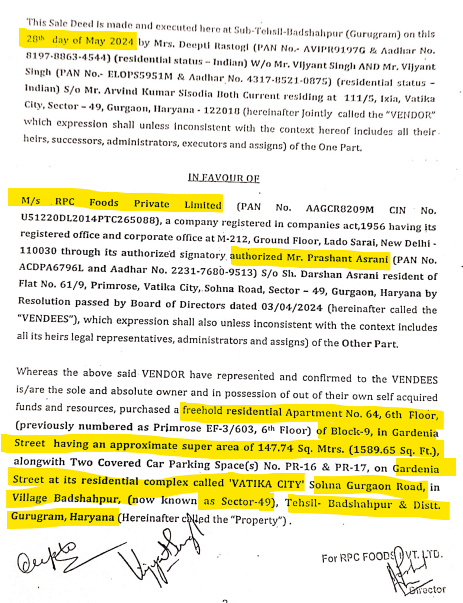 This Sale Deed is made and executed here at Sub-Tehsil-Badshahpur (Gurugram) on this
28th day of May 2024 by Mrs. Deepti Rastogi (PAN No.- AVIPR9197G & Aadhar No.
8197-8863-4544) (residential status – Indian) W/o Mr. Vijyant Singh AND Mr. Vijyant
Singh (PAN No.- ELOPS5951M & Aadhar No. 4317-8521-0875) (residential status –
Indian) S/o Mr. Arvind Kumar Sisodia Both Current residing at 111/5, Ixia, Vatika
City, Sector – 49, Gurgaon, Haryana - 122018 (hereinafter Jointly called the “VENDOR”
which expression shall unless inconsistent with the context hereof includes all their
heirs, successors, administrators, executors and assigns) of the One Part.
IN FAVOUR OF
M/s RPC Foods Private Limited (PAN No. AAGCR8209M CIN No.
U51220DL2014PTC265088), a company registered in companies act,1956 having its
registered office and corporate office at M-212, Ground Floor, Lado Sarai, New Delhi -
110030 through its authorized signatory authorized Mr. Prashant Asrani (PAN No.
ACDPA6796L and Aadhar No. 2231-7680-9513) S/o Sh. Darshan Asrani resident of
Flat No. 61/9, Primrose, Vatika City, Sohna Road, Sector – 49, Gurgaon, Haryana by
Resolution passed by Board of Directors dated 03/04/2024 (hereinafter called the
“VENDEES”), which expression shall also unless inconsistent with the context includes
all its heirs legal representatives, administrators and assigns) of the Other Part.
Whereas the above said VENDOR have represented and confirmed to the VENDEES
is/are the sole and absolute owner and in possession of out of their own self acquired
funds and resources, purchased a freehold residential Apartment No. 64, 6th Floor,
(previously numbered as Primrose EF-3/603, 6th Floor) of Block-9, in Gardenia
Street having an approximate super area of 147.74 Sq. Mtrs. (1589.65 Sq. Ft.),
alongwith Two Covered Car Parking Space(s) No. PR-16 & PR-17, on Gardenia
Street at its residential complex called 'VATIKA CITY' Sohna Gurgaon Road, in
Village Badshahpur, (now known as Sector-49), Tehsil- Badshahpur & Distt.
Gurugram, Haryana (Hereinafter called the “Property”) .
For RPC FOODS PVT. LTD.
Director